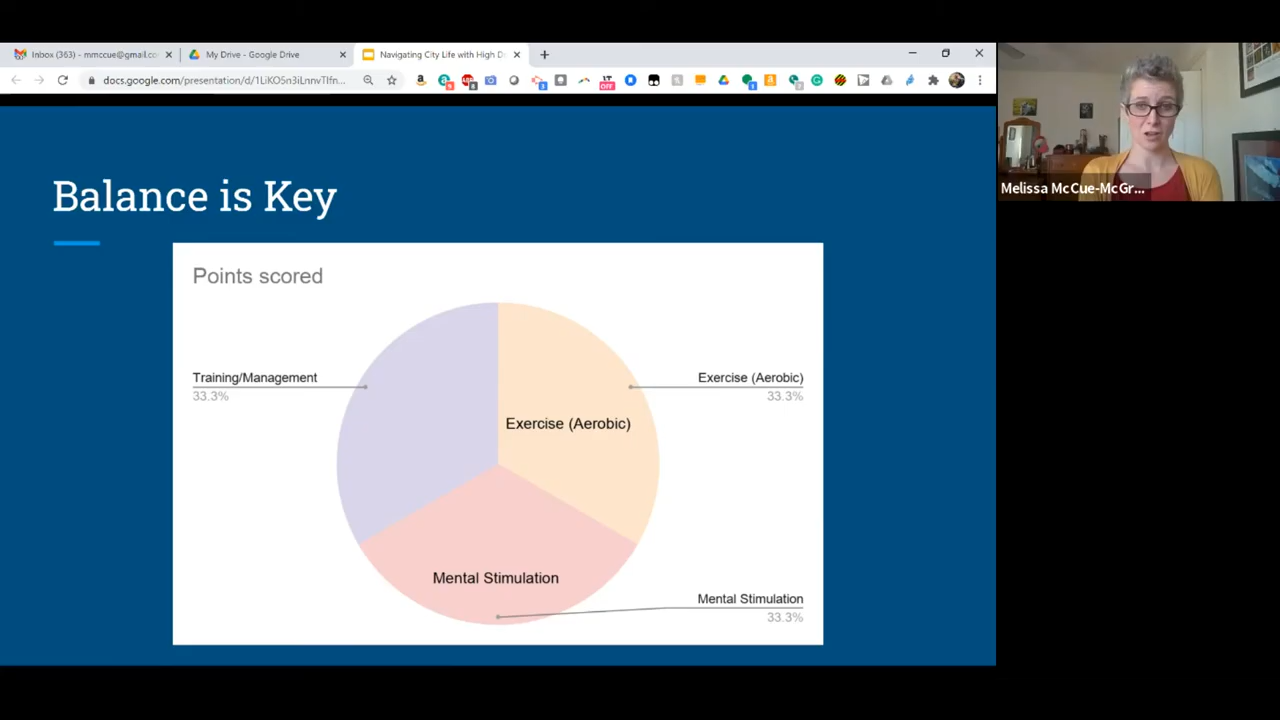 Inbox (363) - mmccue@gmail.co
My Drive - Google Drive
Navigating City Life with High D
docs.google.com/presentation/d/1LiKO5n3iLnnvTlfn...
OFF
Melissa McCue-McGr...
Balance is Key
Points scored
Training/Management
33.3%
Exercise (Aerobic)
33.3%
Exercise (Aerobic)
Mental Stimulation
Mental Stimulation
33.3%